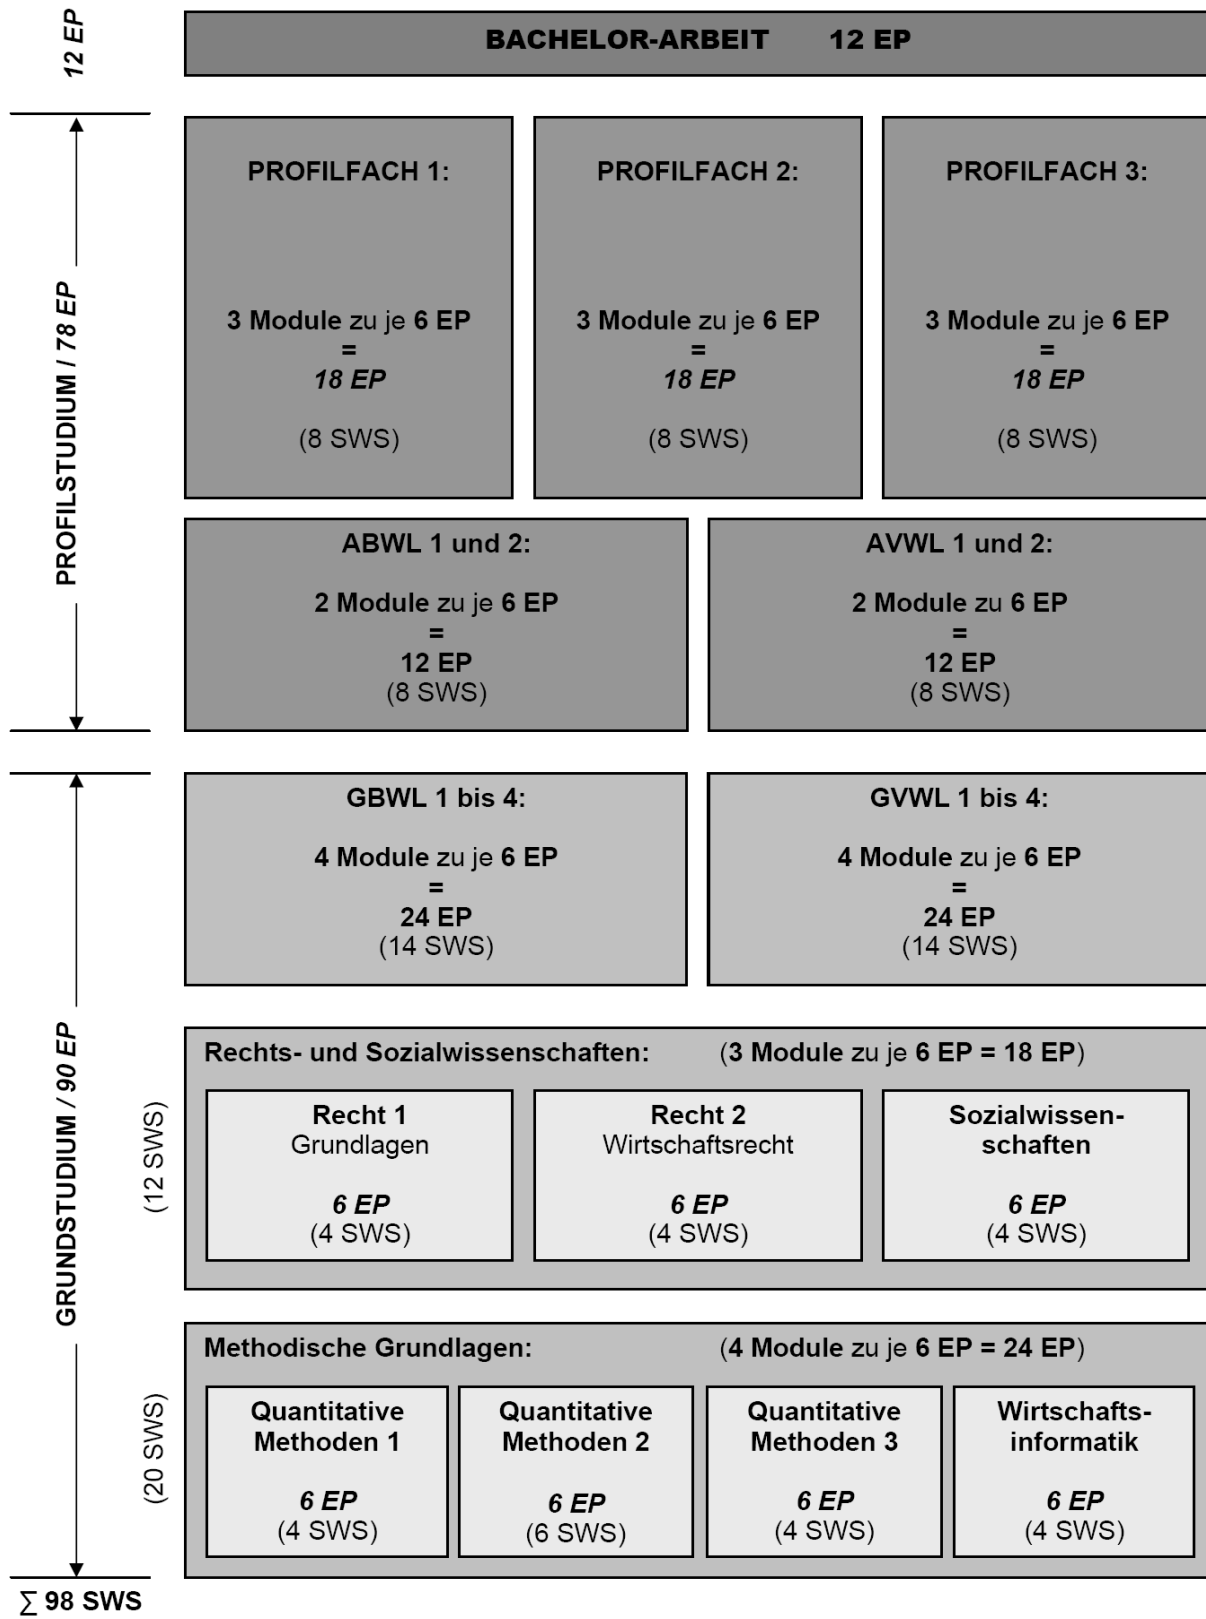 12 EP
BACHELOR-ARBEIT 12 EP
PROFILSTUDIUM / 78 EP
PROFILFACH 1:
3 Module zu je 6 EP
=
18 EP
(8 SWS)
PROFILFACH 2:
3 Module zu je 6 EP
=
18 EP
(8 SWS)
PROFILFACH 3:
3 Module zu je 6 EP
=
18 EP
(8 SWS)
ABWL 1 und 2:
2 Module zu je 6 EP
=
12 EP
(8 SWS)
AVWL 1 und 2:
2 Module zu 6 EP
=
12 EP
(8 SWS)
GRUNDSTUDIUM / 90 EP
GBWL 1 bis 4:
4 Module zu je 6 EP
=
24 EP
(14 SWS)
GVWL 1 bis 4:
4 Module zu je 6 EP
=
24 EP
(14 SWS)
(12 SWS)
Rechts- und Sozialwissenschaften: (3 Module zu je 6 EP = 18 EP)
Recht 1
Grundlagen
6 EP
(4 SWS)
Recht 2
Wirtschaftsrecht
6 EP
(4 SWS)
Sozialwissen-
schaften
6 EP
(4 SWS)
(20 SWS)
Methodische Grundlagen: (4 Module zu je 6 EP = 24 EP)
Quantitative
Methoden 1
6 EP
(4 SWS)
Quantitative
Methoden 2
6 EP
(6 SWS)
Quantitative
Methoden 3
6 EP
(4 SWS)
Wirtschafts-
informatik
6 EP
(4 SWS)
∑ 98 SWS